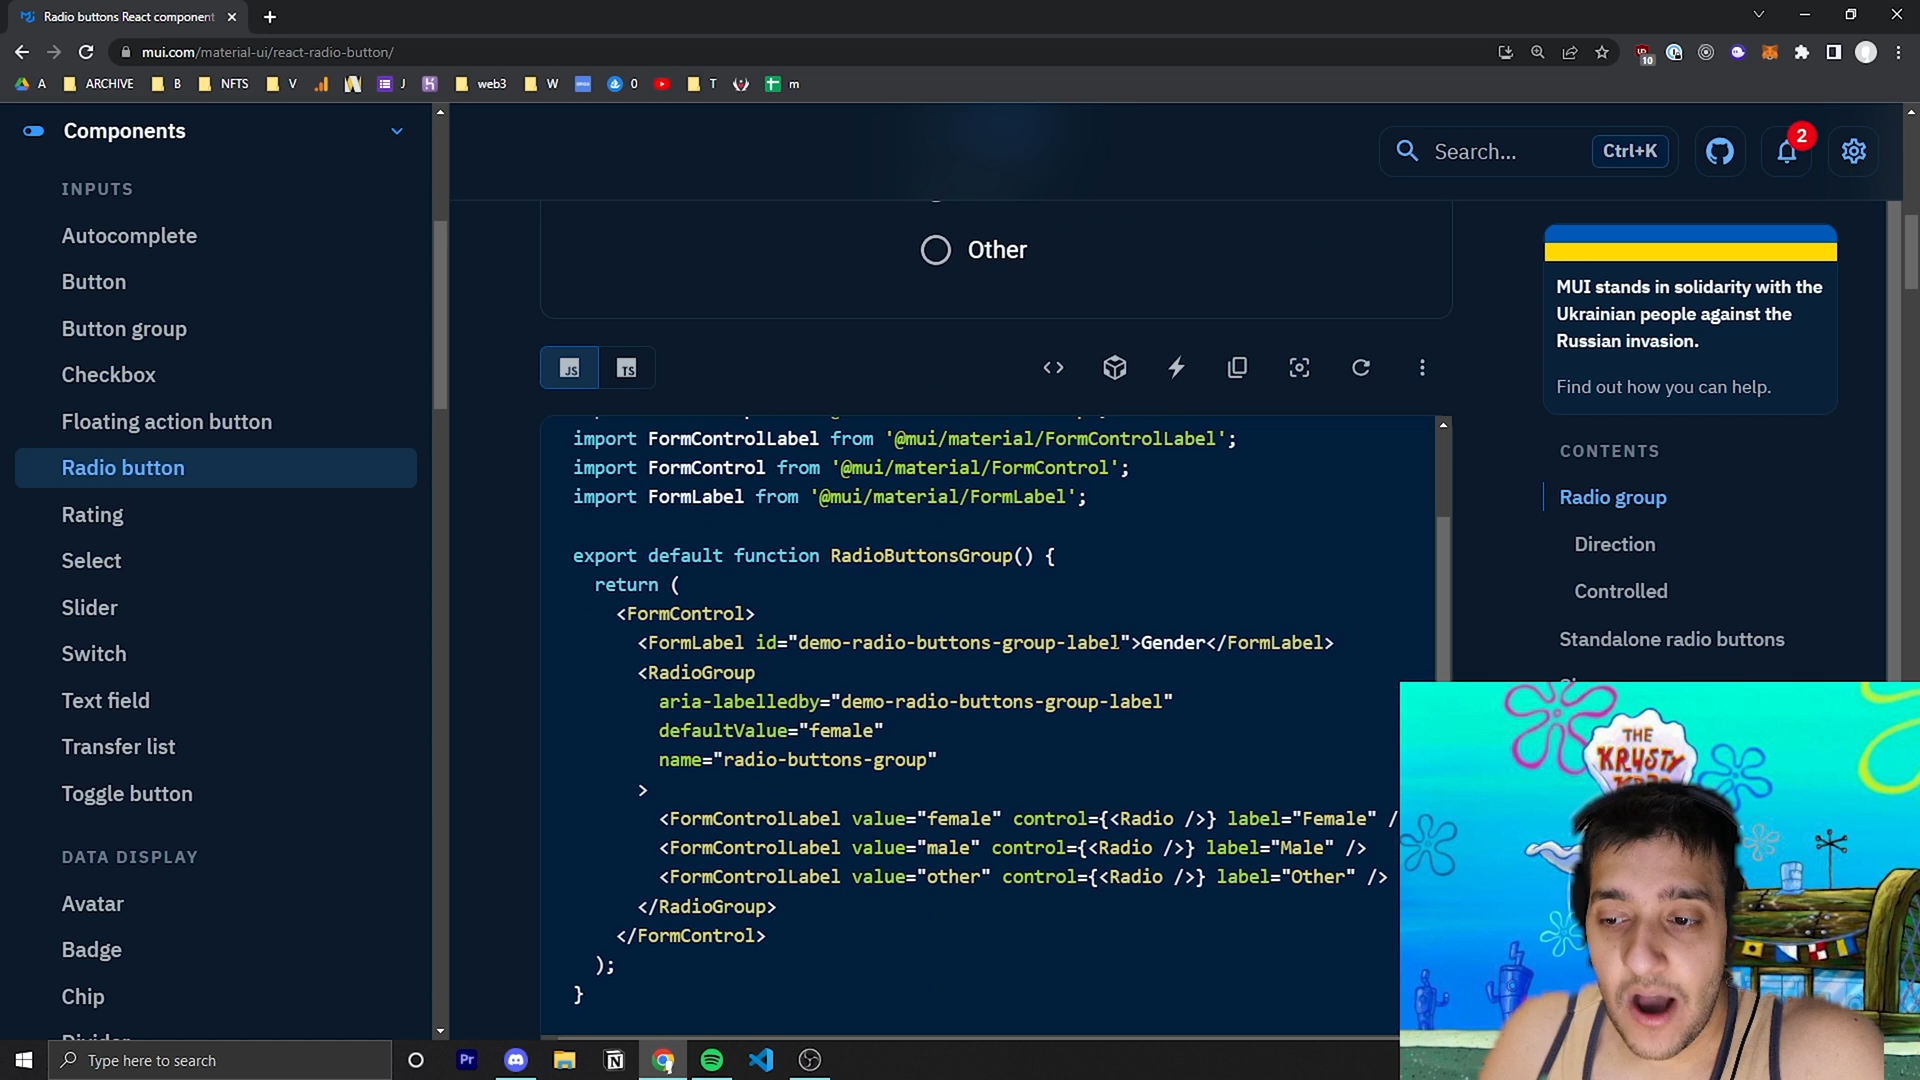 Radio buttons React component
mui.com/material-ui/react-radio-button/
10
A
ARCHIVE
B
NFTS
V
J
web3
W
0
T
m
Components
INPUTS
Autocomplete
Button
Button group
Checkbox
Floating action button
Radio button
Rating
Select
Slider
Switch
Text field
Transfer list
Toggle button
DATA DISPLAY
Avatar
Badge
Chip
Divider
Search...
Ctrl+K
2
Other
JS
TS
import FormControlLabel from '@mui/material/FormControlLabel';
import FormControl from '@mui/material/FormControl';
import FormLabel from '@mui/material/FormLabel';
export default function RadioButtonsGroup() {
return (
<FormControl>
<FormLabel id="demo-radio-buttons-group-label">Gender</FormLabel>
<RadioGroup
aria-labelledby="demo-radio-buttons-group-label"
defaultValue="female"
name="radio-buttons-group"
>
<FormControlLabel value="female" control={<Radio />} label="Female" /
<FormControlLabel value="male" control={<Radio />} label="Male" />
<FormControlLabel value="other" control={<Radio />} label="Other" />
</RadioGroup>
</FormControl>
);
}
MUI stands in solidarity with the
Ukrainian people against the
Russian invasion.
Find out how you can help.
CONTENTS
Radio group
Direction
Controlled
Standalone radio buttons
THE
KRUSTY
Type here to search
Pr